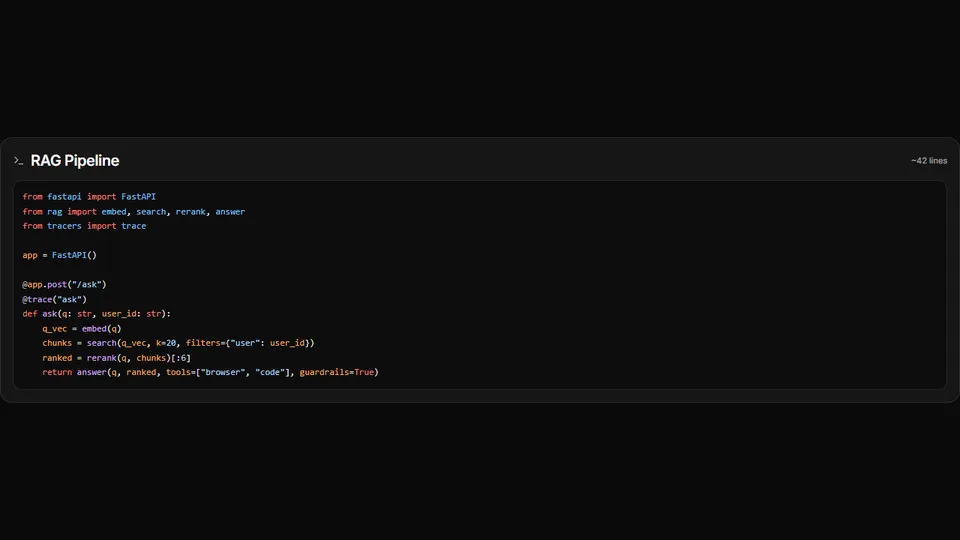 >_ RAG Pipeline
~42 lines
from fastapi import FastAPI
from rag import embed, search, rerank, answer
from tracers import trace
app = FastAPI()
@app.post("/ask")
@trace("ask")
def ask(q: str, user_id: str):
    q_vec = embed(q)
    chunks = search(q_vec, k=20, filters={"user": user_id})
    ranked = rerank(q, chunks)[:6]
    return answer(q, ranked, tools=["browser", "code"], guardrails=True)